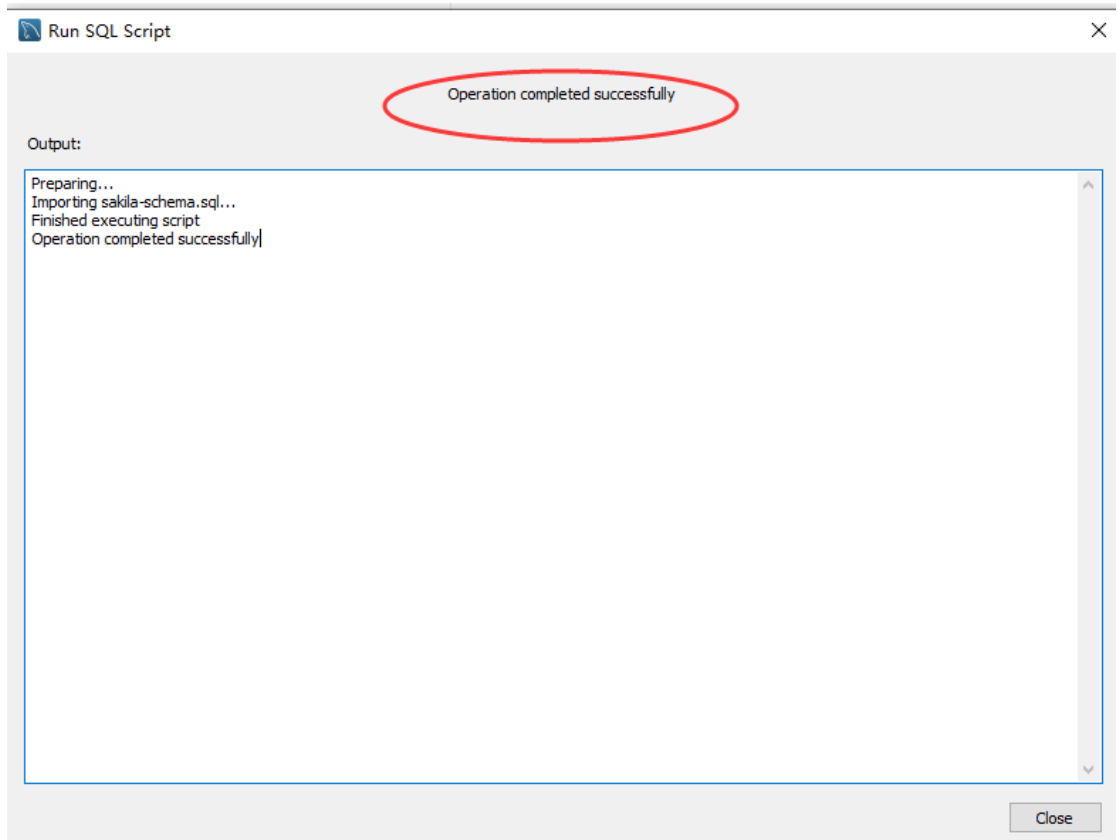 Run SQL Script
Operation completed successfully
Output:
Preparing...
Importing sakila-schema.sql...
Finished executing script
Operation completed successfully
Close